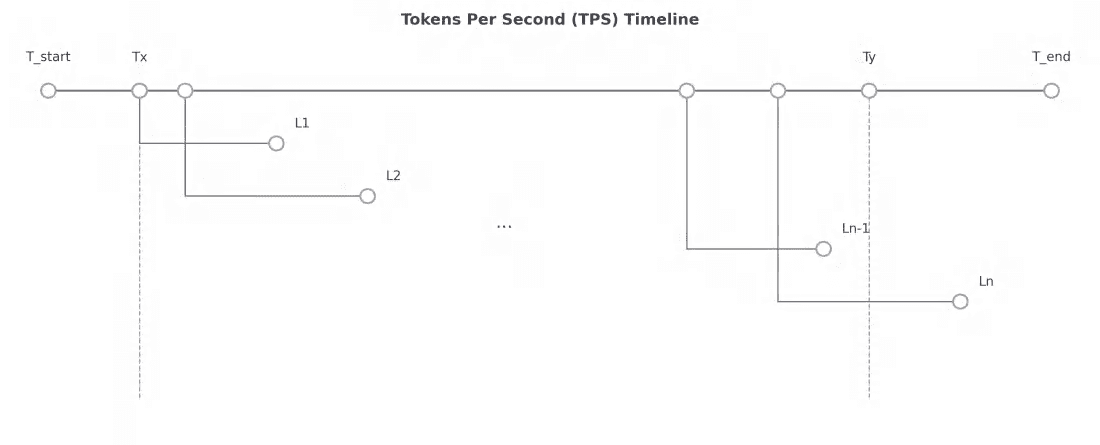 Tokens Per Second (TPS) Timeline
T_start Tx Ty T_end
L1
L2
...
Ln-1
Ln